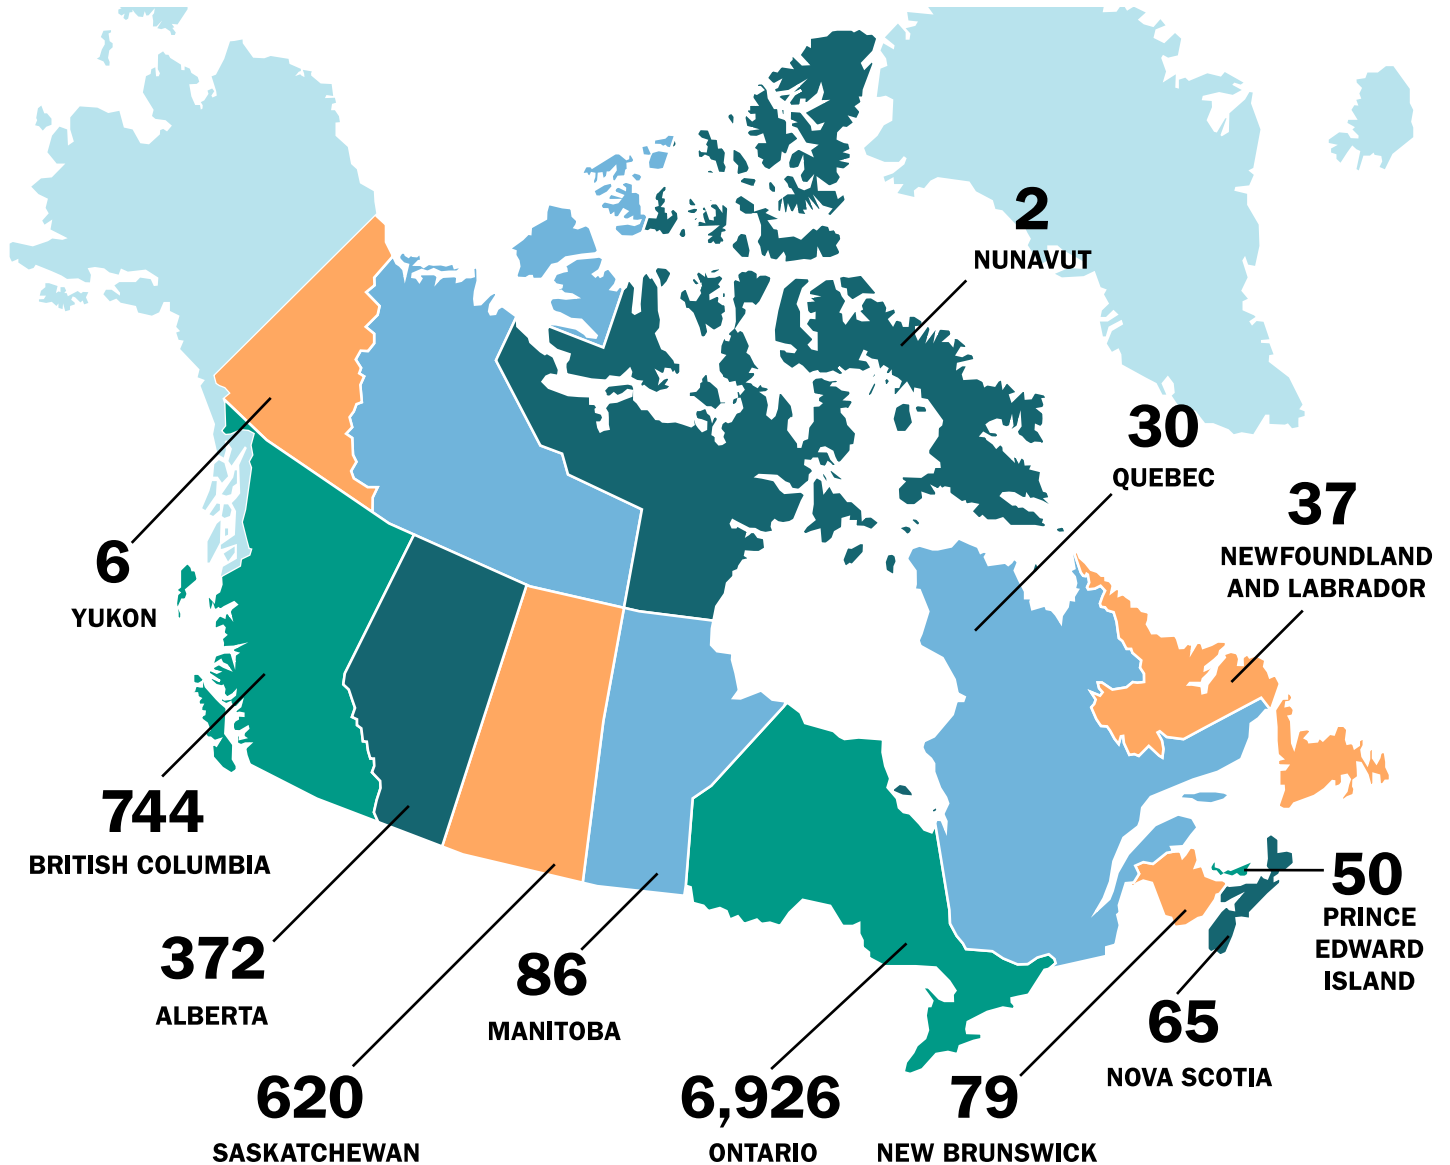 2
NUNAVUT
30
QUEBEC
37
NEWFOUNDLAND
AND LABRADOR
6
YUKON
744
BRITISH COLUMBIA
50
PRINCE
EDWARD
ISLAND
372
ALBERTA
86
MANITOBA
65
NOVA SCOTIA
620
SASKATCHEWAN
6,926
ONTARIO
79
NEW BRUNSWICK